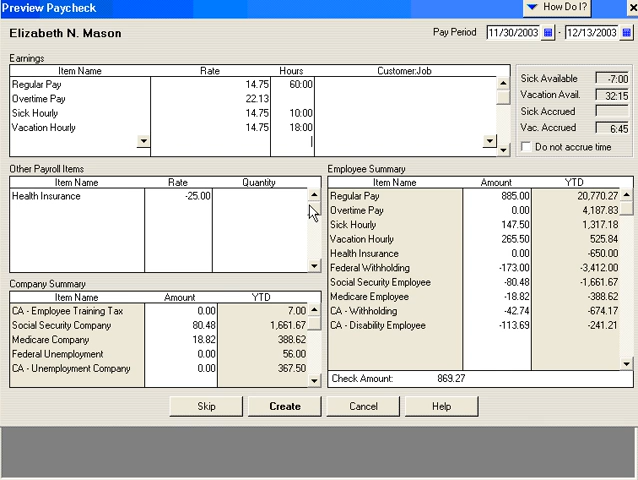 Preview Paycheck
How Do I?
Elizabeth N. Mason
Pay Period 11/30/2003 - 12/13/2003
Earnings
Item Name Rate Hours Customer:Job
Regular Pay 14.75 60:00
Overtime Pay 22.13
Sick Hourly 14.75 10:00
Vacation Hourly 14.75 18:00
Sick Available -7:00
Vacation Avail. 32:15
Sick Accrued
Vac. Accrued 6:45
Do not accrue time
Other Payroll Items
Item Name Rate Quantity
Health Insurance -25.00
Company Summary
Item Name Amount YTD
CA - Employee Training Tax 0.00 7.00
Social Security Company 80.48 1,661.67
Medicare Company 18.82 388.62
Federal Unemployment 0.00 56.00
CA - Unemployment Company 0.00 367.50
Employee Summary
Item Name Amount YTD
Regular Pay 885.00 20,770.27
Overtime Pay 0.00 4,187.83
Sick Hourly 147.50 1,317.18
Vacation Hourly 265.50 525.84
Health Insurance 0.00 -650.00
Federal Withholding -173.00 -3,412.00
Social Security Employee -80.48 -1,661.67
Medicare Employee -18.82 -388.62
CA - Withholding -42.74 -674.17
CA - Disability Employee -113.69 -241.21
Check Amount: 869.27
Skip
Create
Cancel
Help